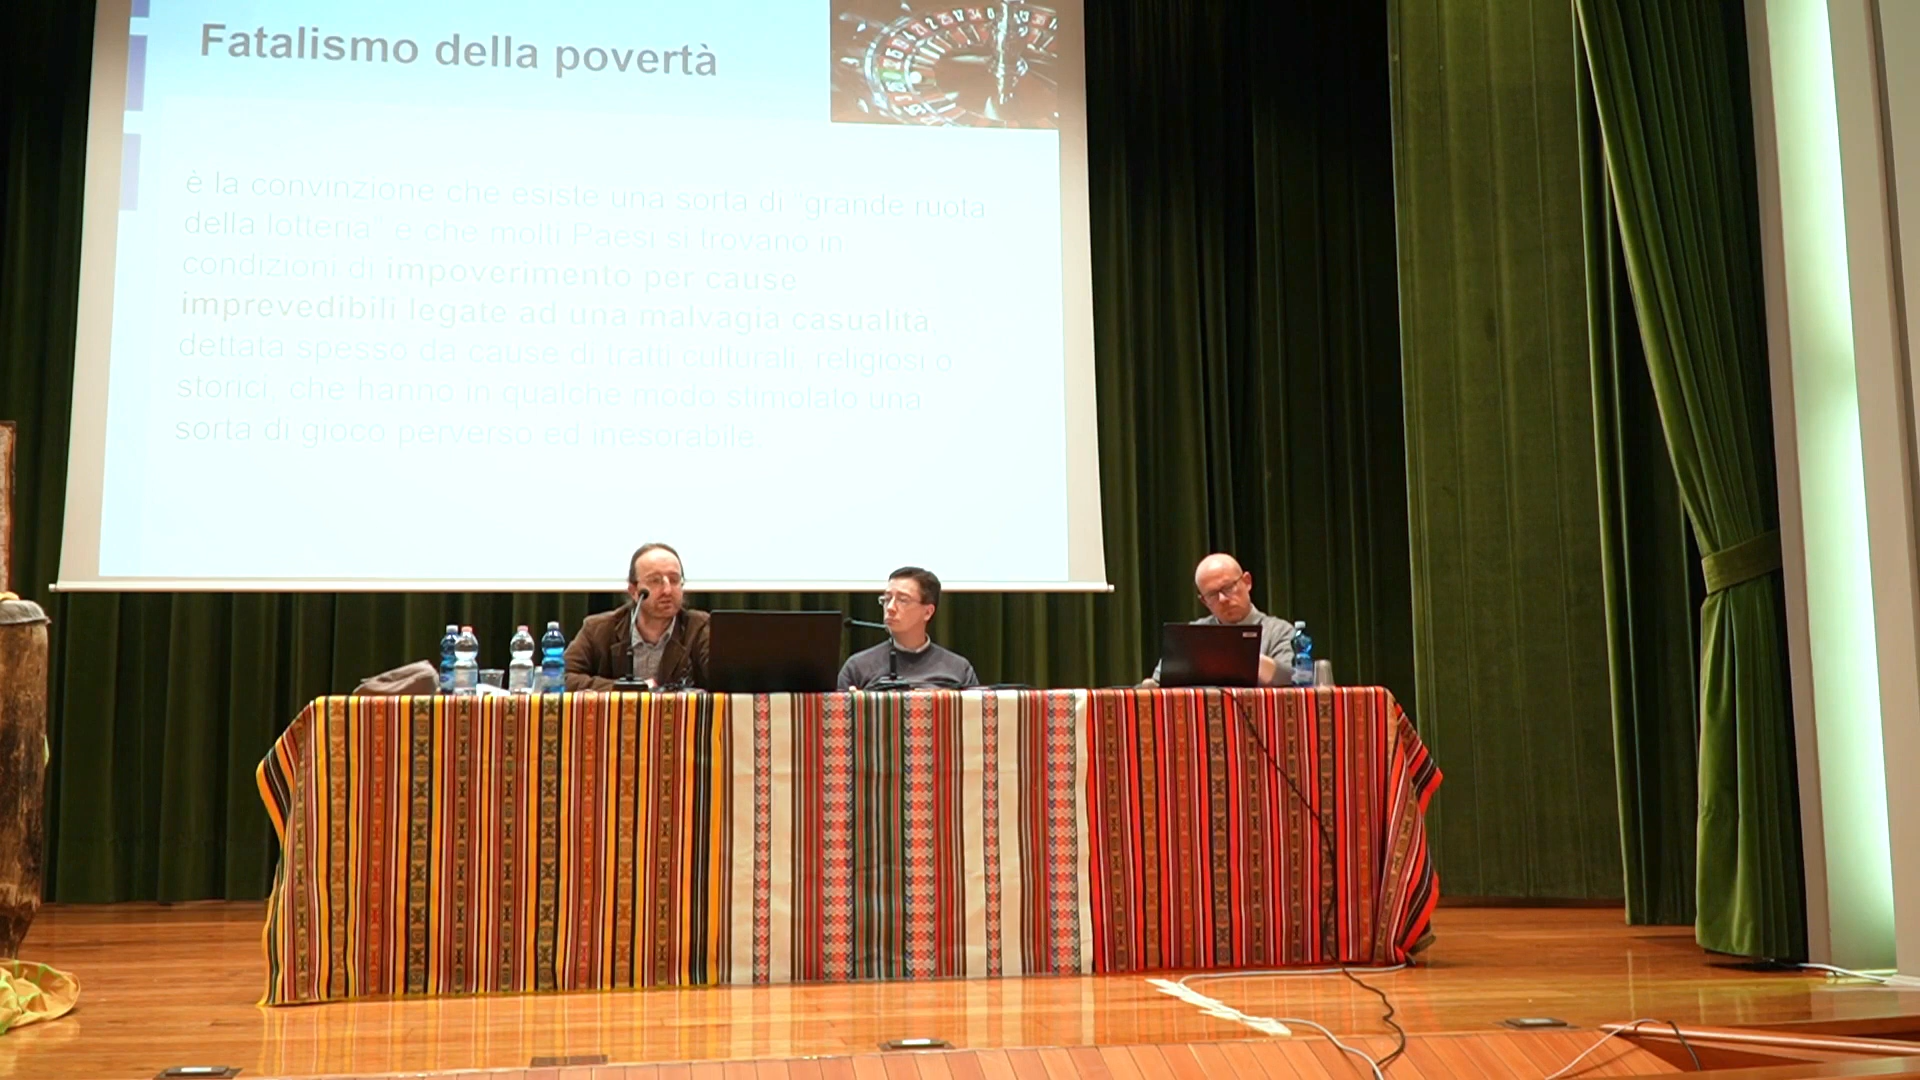 Fatalismo della povertà
è la convinzione che esiste una sorta di "grande ruota
della lotteria" e che molti Paesi si trovano in
condizioni di impoverimento per cause
imprevedibili legate ad una malvagia casualità,
dettata spesso da cause di tratti culturali, religiosi o
storici, che hanno in qualche modo stimolato una
sorta di gioco perverso ed inesorabile.